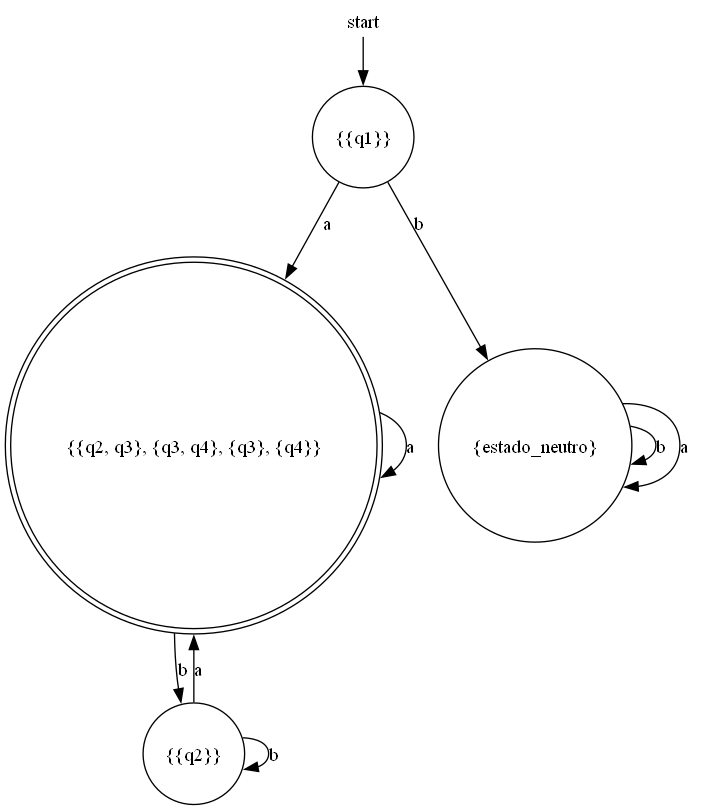 start
{{q1}}
a
b
{{q2, q3}, {q3, q4}, {q3}, {q4}}
a
{estado_neutro}
b
a
b
a
{{q2}}
b